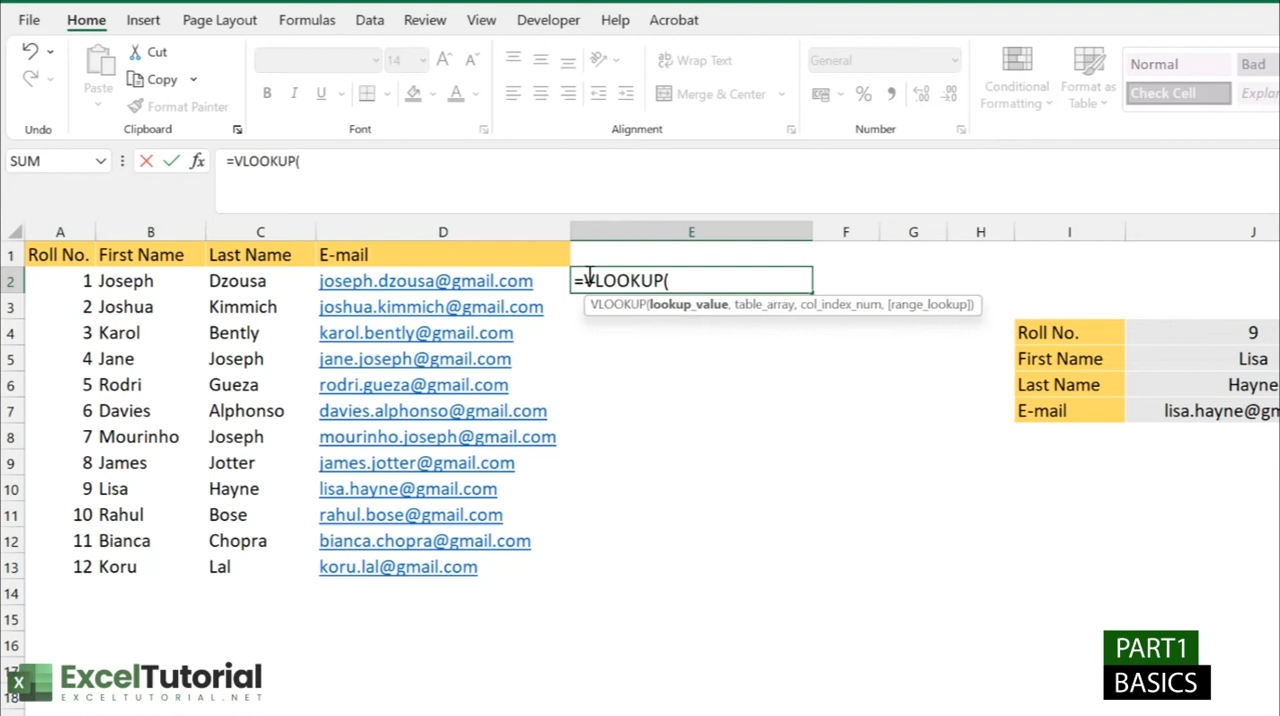 File Home Insert Page Layout Formulas Data Review View Developer Help Acrobat
Cut
Copy
Format Painter
Paste
14
General
Wrap Text
Merge & Center
Conditional Formatting
Format as Table
Normal Bad
Check Cell Explan
Undo Clipboard Font Alignment Number
SUM fx =VLOOKUP(
A B C D E F G H I J
1 Roll No. First Name Last Name E-mail
2 1 Joseph Dzousa joseph.dzousa@gmail.com =VLOOKUP(
VLOOKUP(lookup_value, table_array, col_index_num, [range_lookup])
3 2 Joshua Kimmich joshua.kimmich@gmail.com
4 3 Karol Bently karol.bently@gmail.com Roll No. 9
5 4 Jane Joseph jane.joseph@gmail.com First Name Lisa
6 5 Rodri Gueza rodri.gueza@gmail.com Last Name Hayne
7 6 Davies Alphonso davies.alphonso@gmail.com E-mail lisa.hayne@gm
8 7 Mourinho Joseph mourinho.joseph@gmail.com
9 8 James Jotter james.jotter@gmail.com
10 9 Lisa Hayne lisa.hayne@gmail.com
11 10 Rahul Bose rahul.bose@gmail.com
12 11 Bianca Chopra bianca.chopra@gmail.com
13 12 Koru Lal koru.lal@gmail.com
14
15
16
17
18
X ExcelTutorial
EXCELTUTORIAL.NET
PART1
BASICS